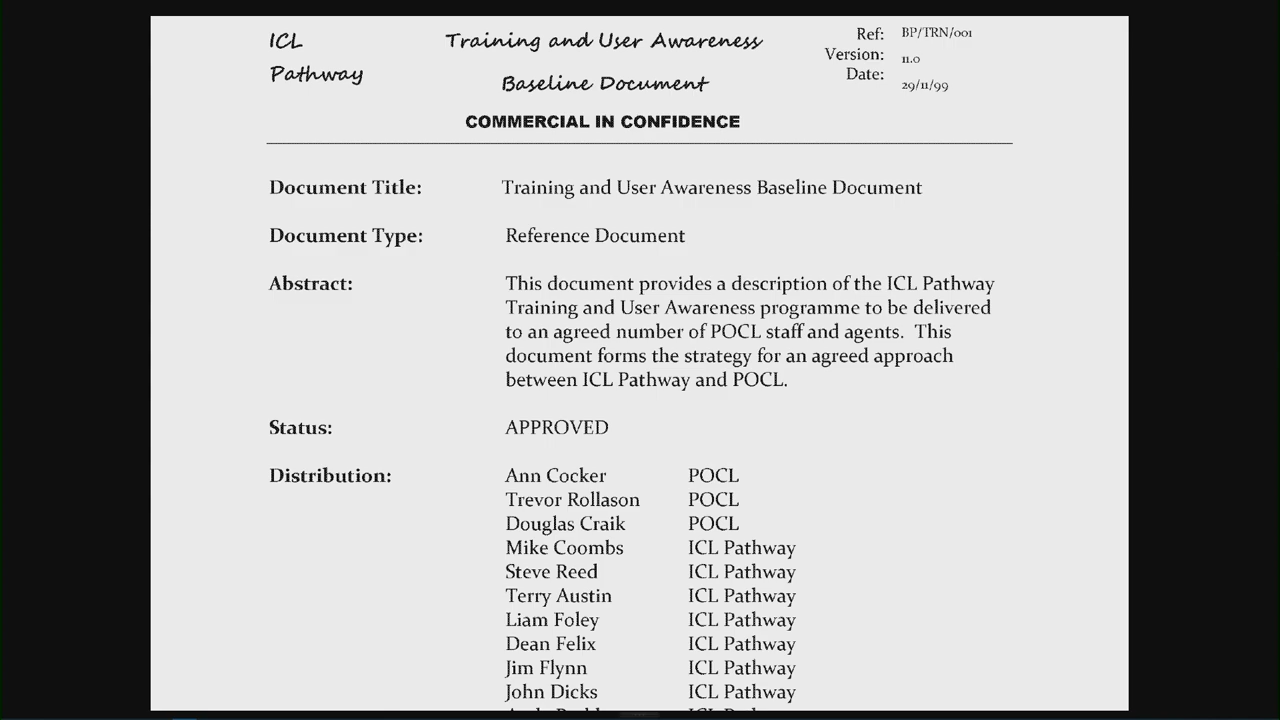 ICL Pathway
Training and User Awareness
Baseline Document
COMMERCIAL IN CONFIDENCE
Ref: BP/TRN/001
Version: 11.0
Date: 29/11/99
Document Title: Training and User Awareness Baseline Document
Document Type: Reference Document
Abstract: This document provides a description of the ICL Pathway
Training and User Awareness programme to be delivered
to an agreed number of POCL staff and agents. This
document forms the strategy for an agreed approach
between ICL Pathway and POCL.
Status: APPROVED
Distribution: Ann Cocker POCL
Trevor Rollason POCL
Douglas Craik POCL
Mike Coombs ICL Pathway
Steve Reed ICL Pathway
Terry Austin ICL Pathway
Liam Foley ICL Pathway
Dean Felix ICL Pathway
Jim Flynn ICL Pathway
John Dicks ICL Pathway